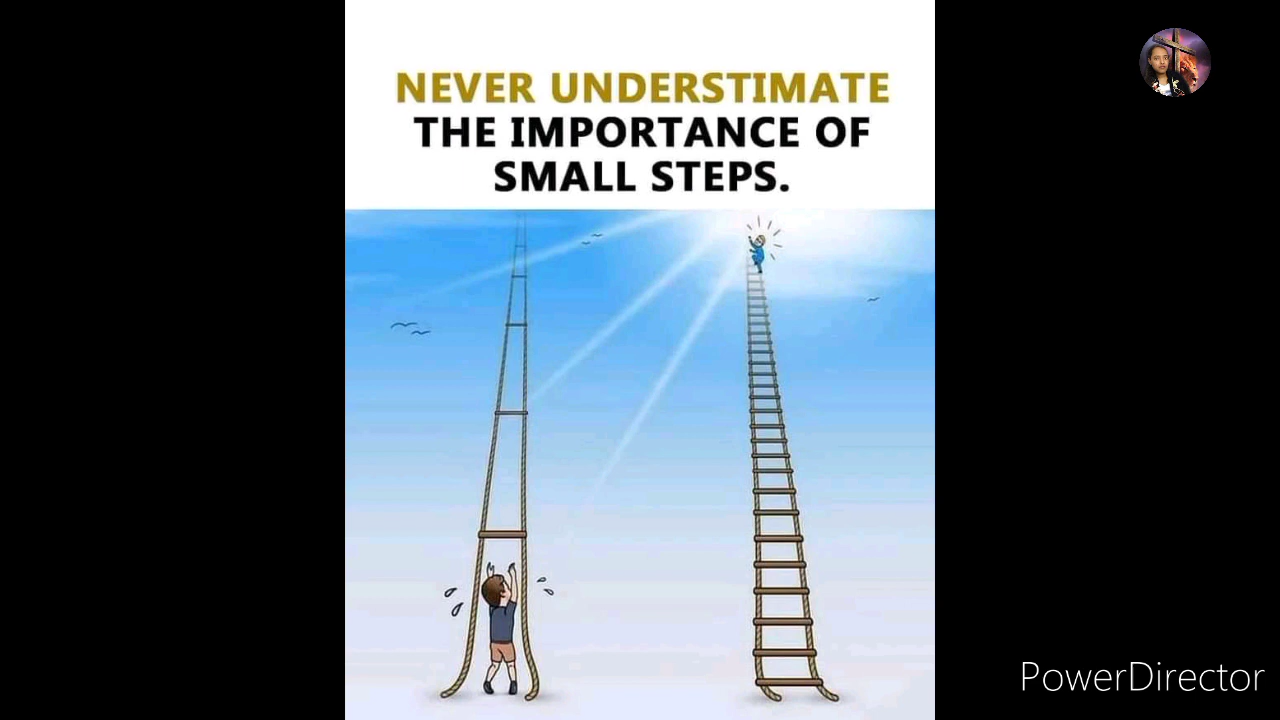 NEVER UNDERSTIMATE
THE IMPORTANCE OF
SMALL STEPS.
PowerDirector